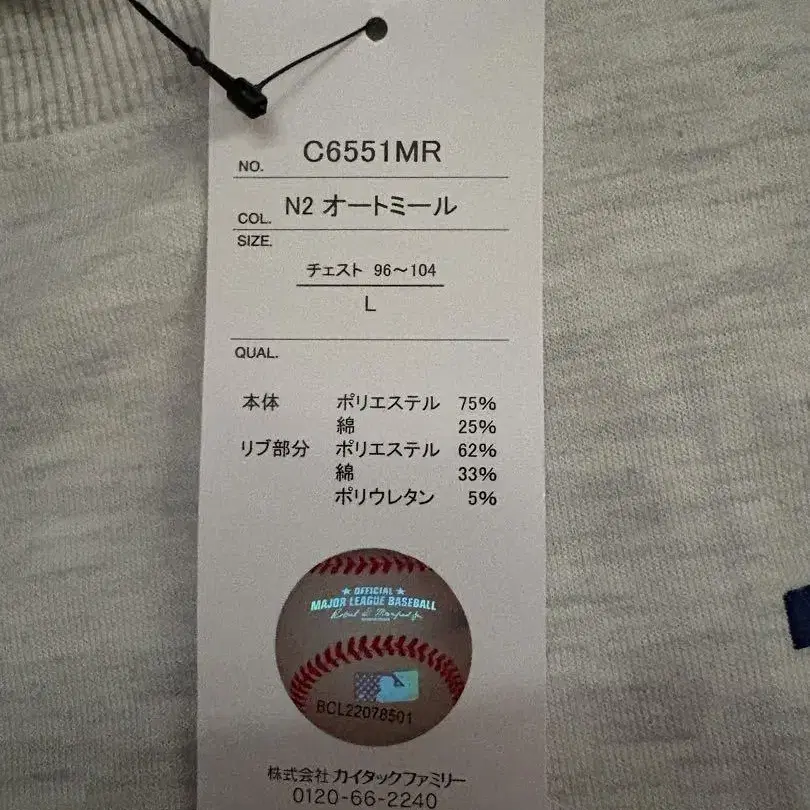 NO. C6551MR
COL. N2 オートミール
SIZE.
チェスト 96～104
L
QUAL.
本体 ポリエステル 75%
綿 25%
リブ部分 ポリエステル 62%
綿 33%
ポリウレタン 5%
★ OFFICIAL ★
MAJOR LEAGUE BASEBALL
BCL22078501
株式会社 カイタックファミリー
0120-66-2240